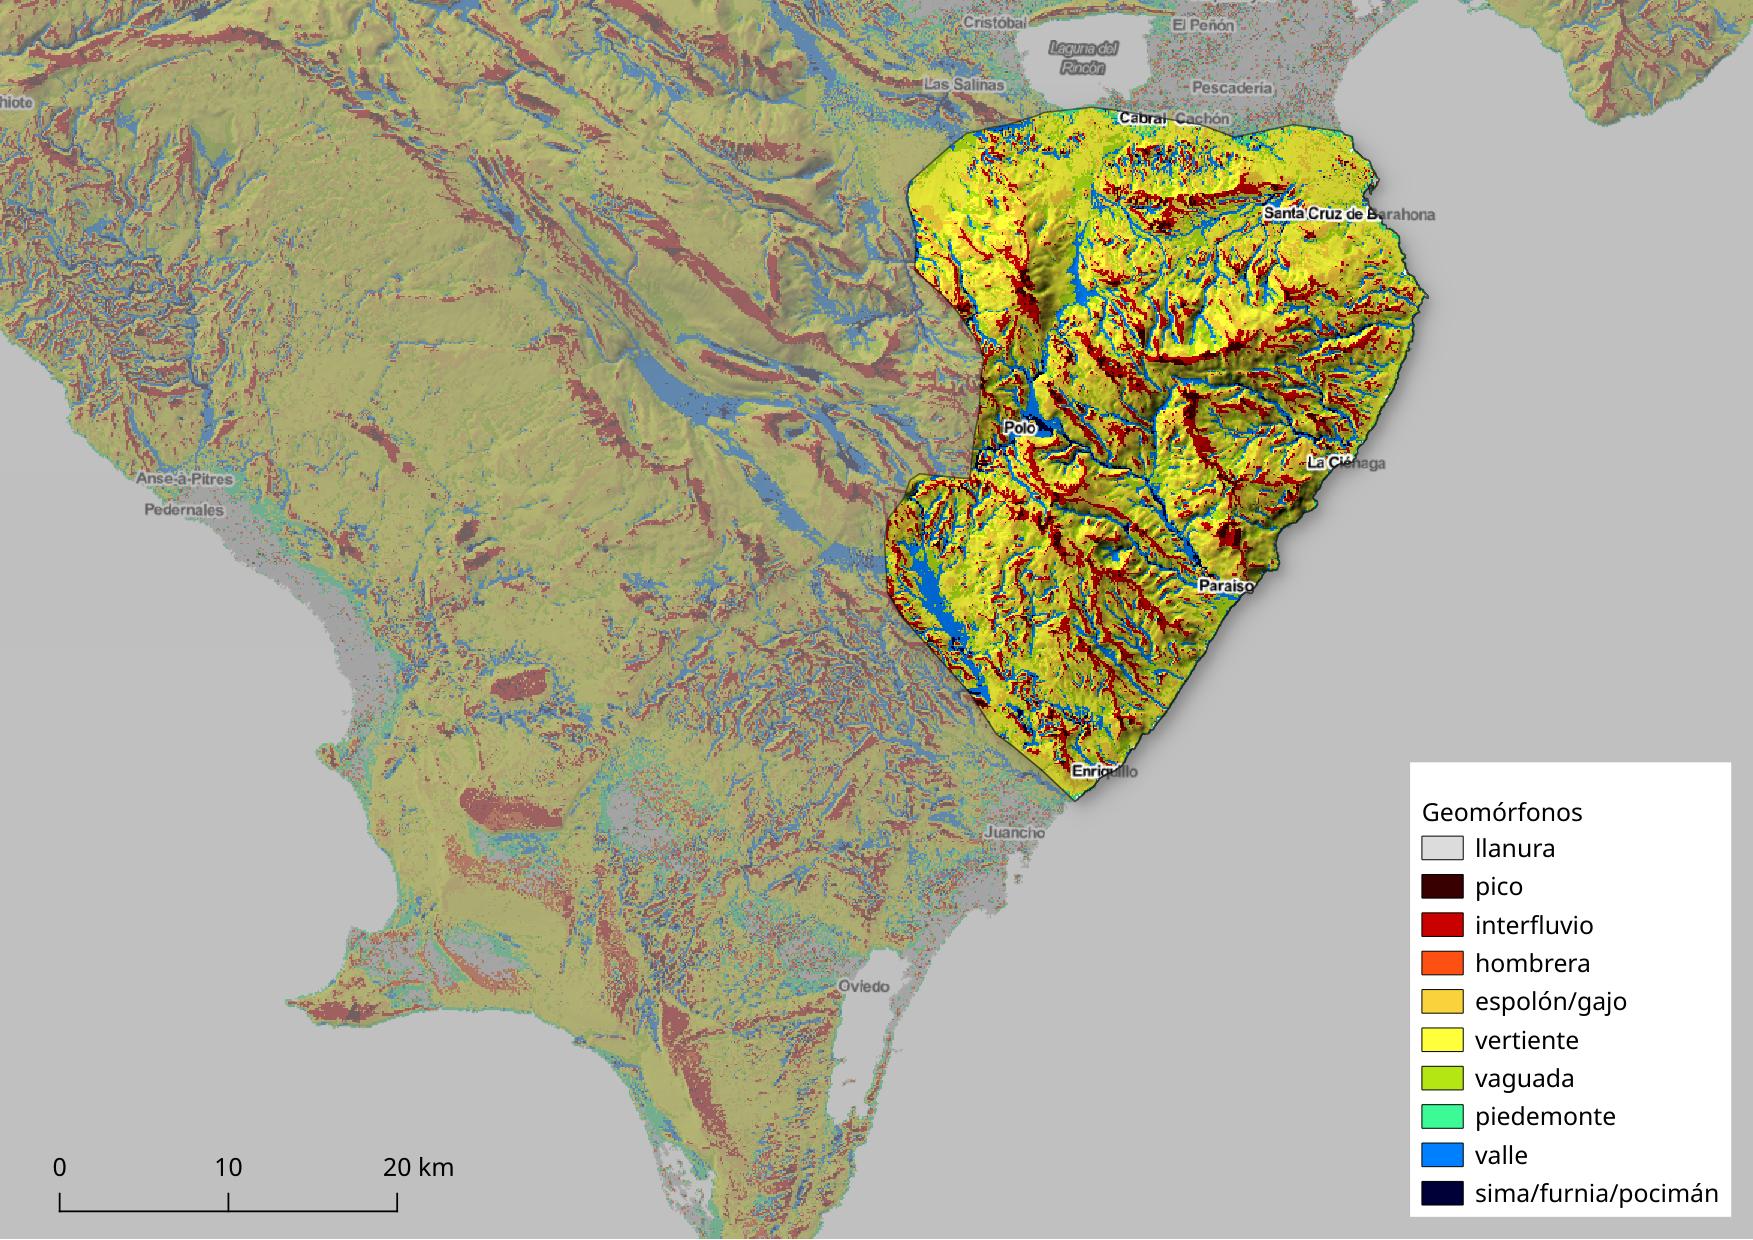 Cristóbal
El Peñón
Laguna del
Rincón
Las Salinas
Pescadería
hiote
Cabral Cachón
Santa Cruz de Barahona
Polo
La Ciénaga
Anse-à-Pitres
Pedernales
Paraiso
Enriquillo
Juancho
Oviedo
Geomórfonos
llanura
pico
interfluvio
hombrera
espolón/gajo
vertiente
vaguada
piedemonte
valle
sima/furnia/pocimán
0 10 20 km